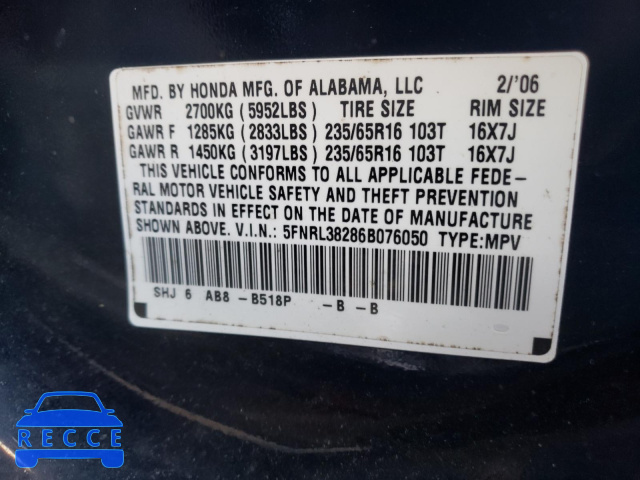 MFD. BY HONDA MFG. OF ALABAMA, LLC 2/'06
GVWR 2700KG (5952LBS) TIRE SIZE RIM SIZE
GAWR F 1285KG (2833LBS) 235/65R16 103T 16X7J
GAWR R 1450KG (3197LBS) 235/65R16 103T 16X7J
THIS VEHICLE CONFORMS TO ALL APPLICABLE FEDE-
RAL MOTOR VEHICLE SAFETY AND THEFT PREVENTION
STANDARDS IN EFFECT ON THE DATE OF MANUFACTURE
SHOWN ABOVE. V.I.N.: 5FNRL38286B076050 TYPE:MPV
SHJ 6 AB8 -B518P -B -B
RECCE